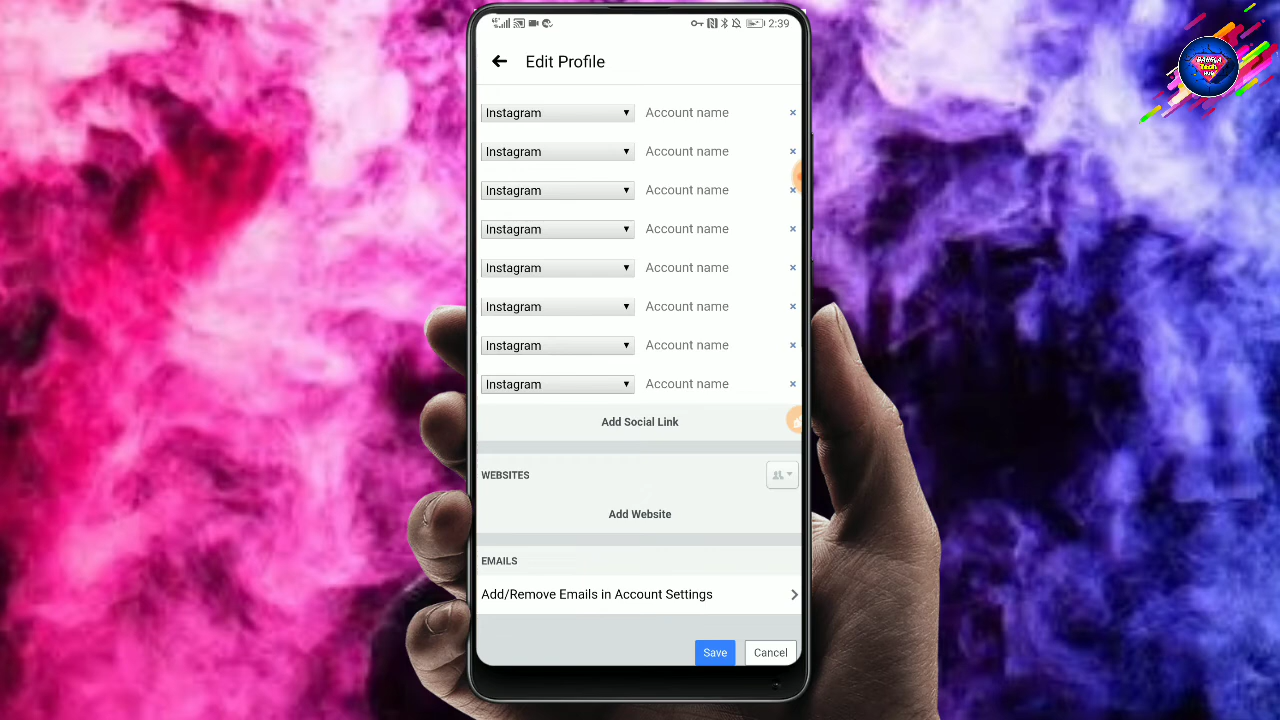 2:39
Edit Profile
Instagram Account name ×
Instagram Account name ×
Instagram Account name ×
Instagram Account name ×
Instagram Account name ×
Instagram Account name ×
Instagram Account name ×
Instagram Account name ×
Add Social Link
WEBSITES
Add Website
EMAILS
Add/Remove Emails in Account Settings
Save Cancel
Tech
HUB